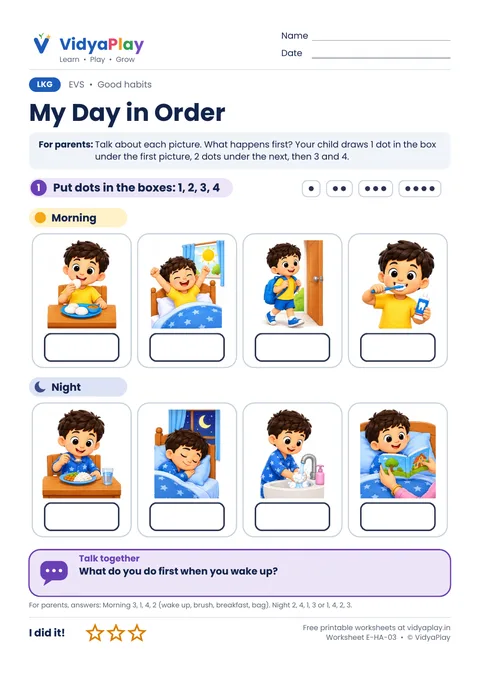 VidyaPlay
Learn • Play • Grow
Name
Date
LKG EVS • Good habits
My Day in Order
For parents: Talk about each picture. What happens first? Your child draws 1 dot in the box
under the first picture, 2 dots under the next, then 3 and 4.
1 Put dots in the boxes: 1, 2, 3, 4
Morning
Night
Talk together
What do you do first when you wake up?
For parents, answers: Morning 3, 1, 4, 2 (wake up, brush, breakfast, bag). Night 2, 4, 1, 3 or 1, 4, 2, 3.
I did it!
Free printable worksheets at vidyaplay.in
Worksheet E-HA-03 • © VidyaPlay